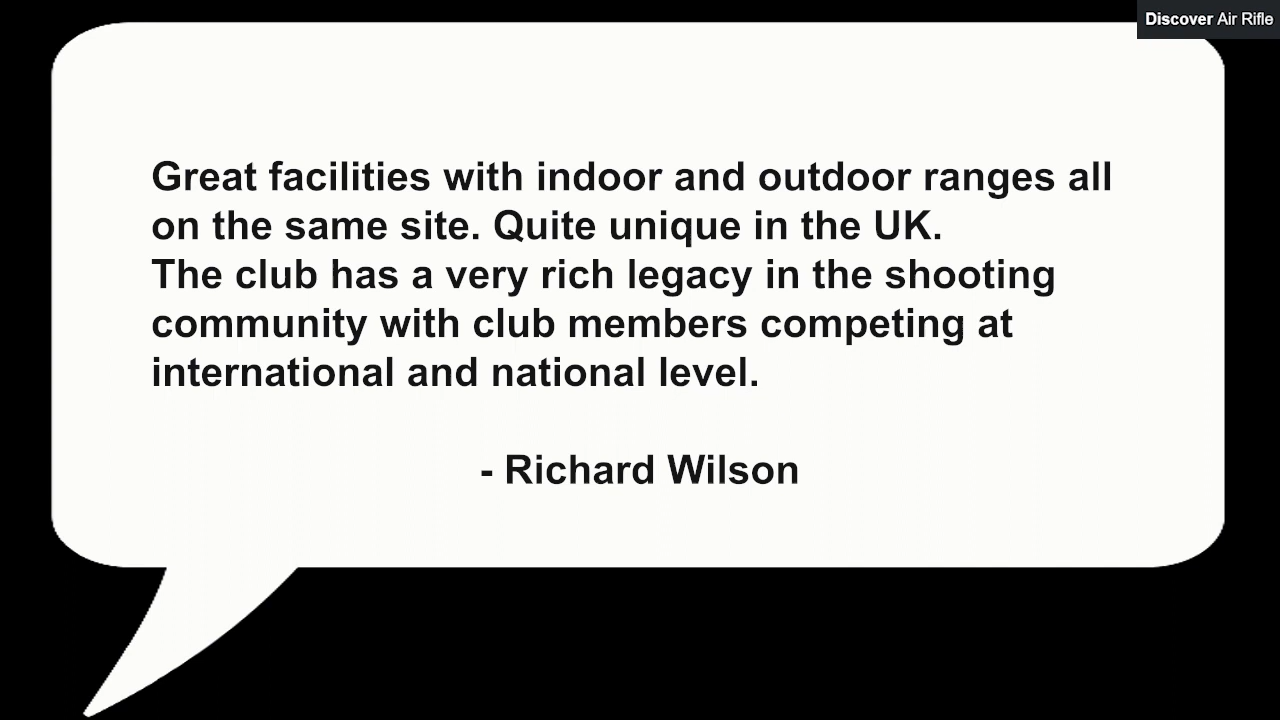 Discover Air Rifle
Great facilities with indoor and outdoor ranges all
on the same site. Quite unique in the UK.
The club has a very rich legacy in the shooting
community with club members competing at
international and national level.
- Richard Wilson